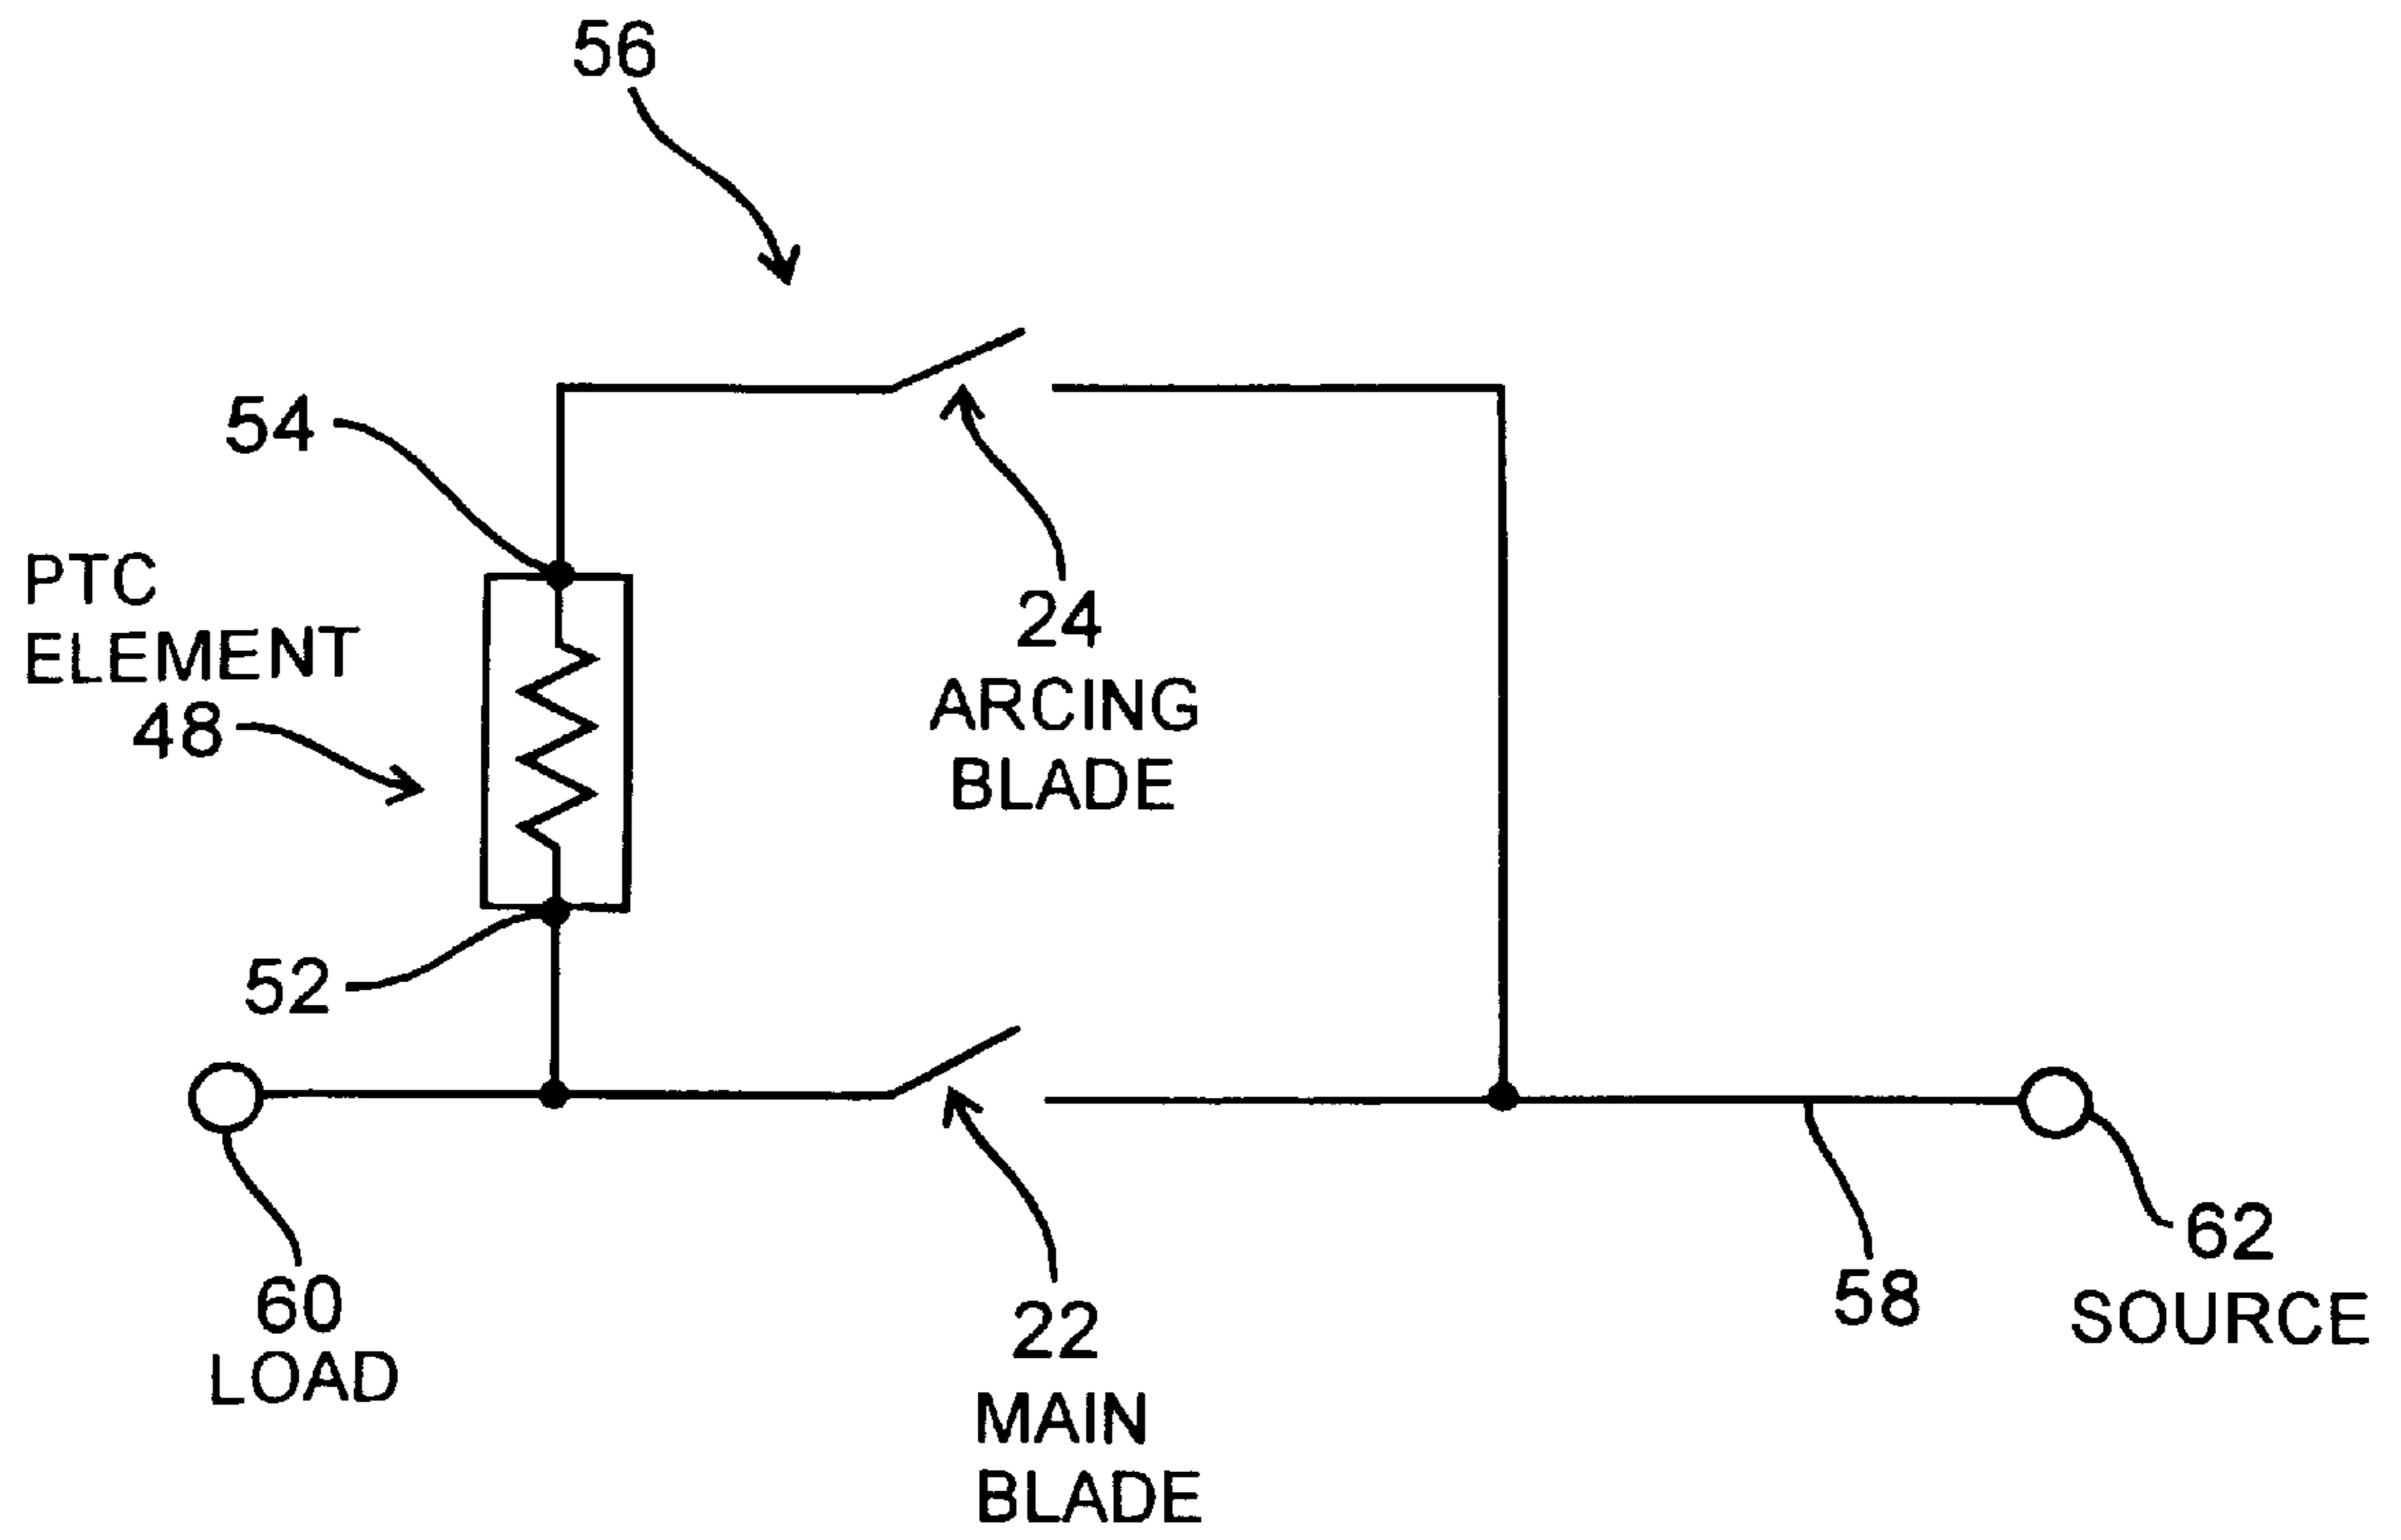 56
54
PTC
ELEMENT
48
24
ARCING
BLADE
52
60
LOAD
22
MAIN
BLADE
58
62
SOURCE